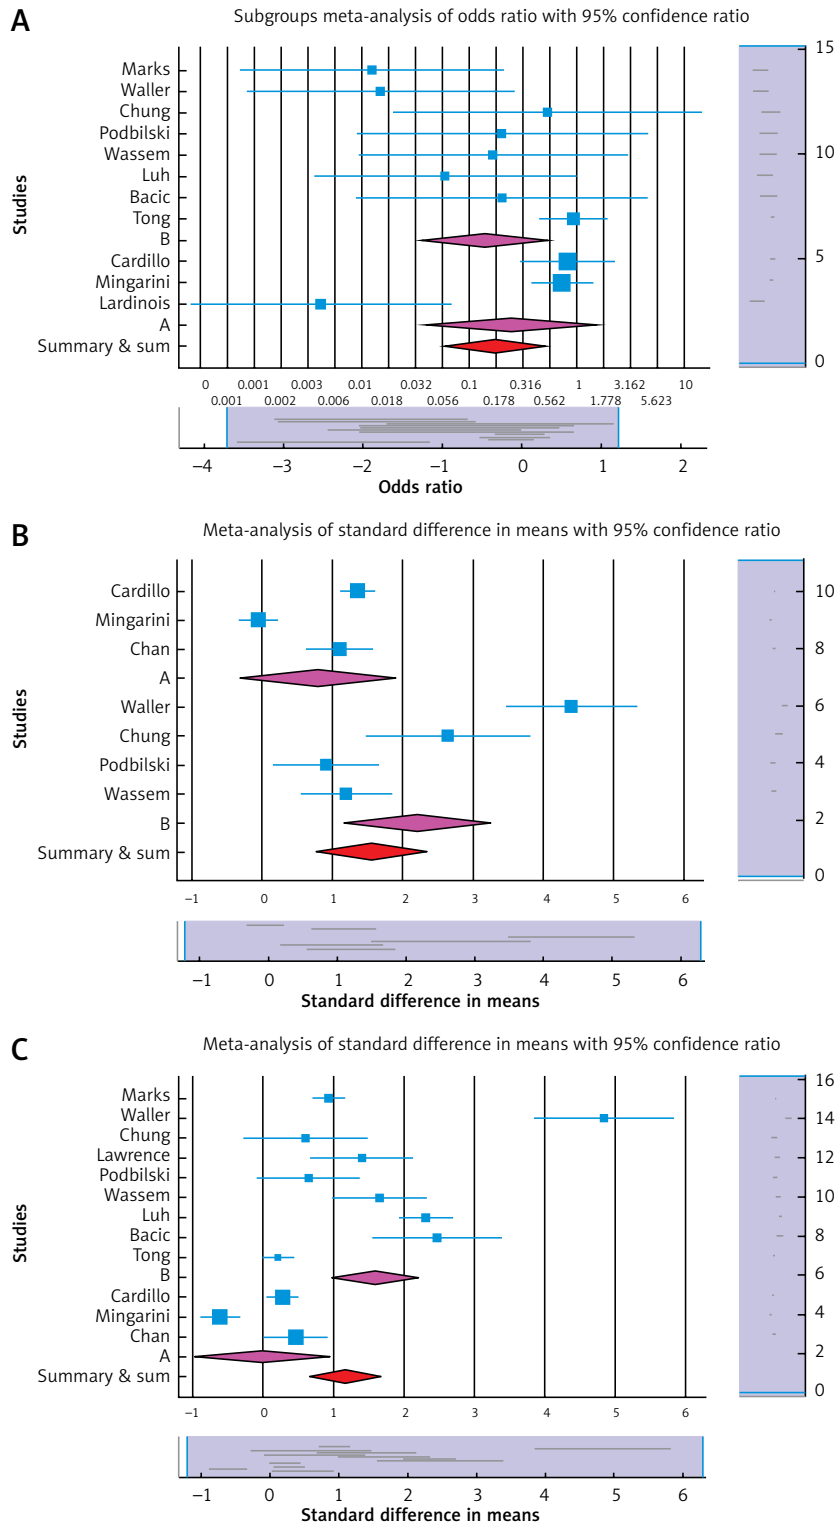 A
Subgroups meta-analysis of odds ratio with 95% confidence ratio
Studies
Marks
Waller
Chung
Podbilski
Wassem
Luh
Bacic
Tong
B
Cardillo
Mingarini
Lardinois
A
Summary & sum
15
10
5
0
0 0.001 0.003 0.01 0.032 0.1 0.316 1 3.162 10
0.001 0.002 0.006 0.018 0.056 0.178 0.562 1.778 5.623
−4 −3 −2 −1 0 1 2
Odds ratio
B
Meta-analysis of standard difference in means with 95% confidence ratio
Studies
Cardillo
Mingarini
Chan
A
Waller
Chung
Podbilski
Wassem
B
Summary & sum
10
8
6
4
2
0
−1 0 1 2 3 4 5 6
−1 0 1 2 3 4 5 6
Standard difference in means
C
Meta-analysis of standard difference in means with 95% confidence ratio
Studies
Marks
Waller
Chung
Lawrence
Podbilski
Wassem
Luh
Bacic
Tong
B
Cardillo
Mingarini
Chan
A
Summary & sum
16
14
12
10
8
6
4
2
0
−1 0 1 2 3 4 5 6
−1 0 1 2 3 4 5 6
Standard difference in means